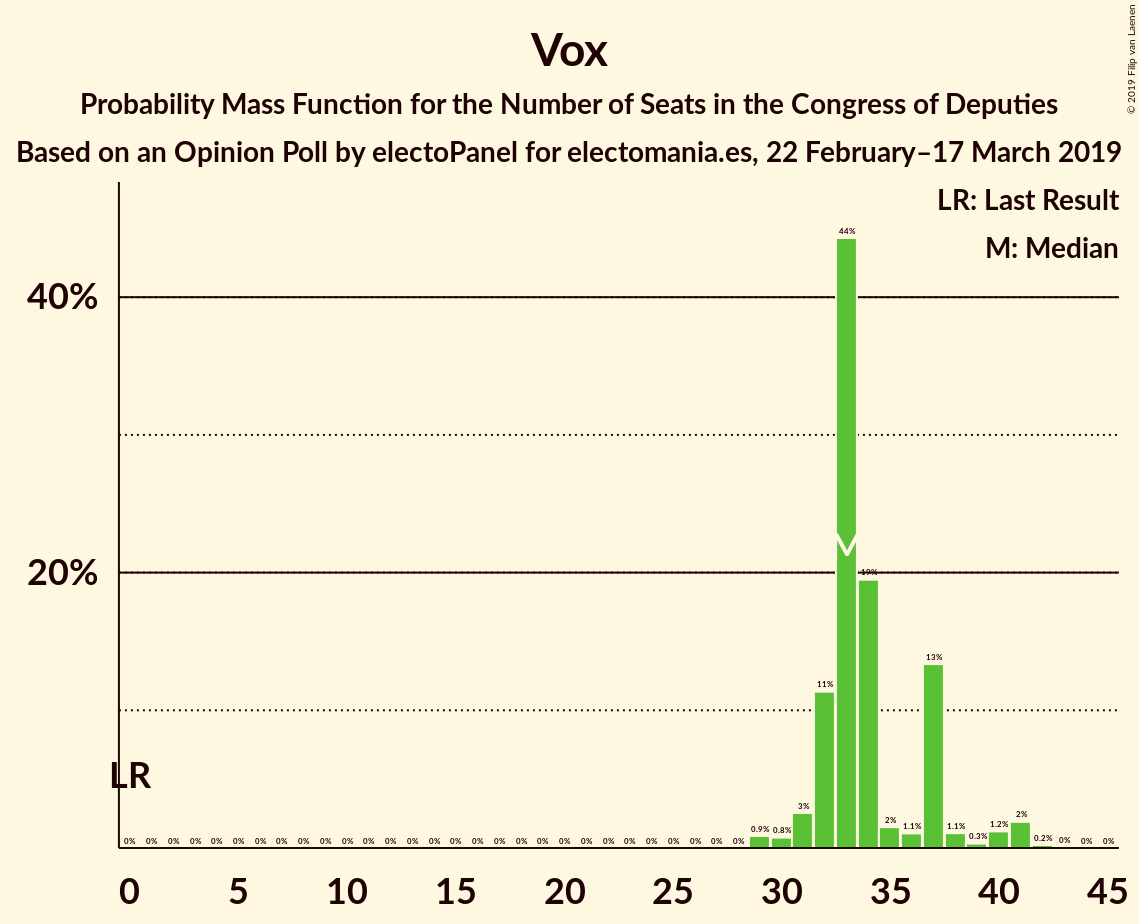 Vox
Probability Mass Function for the Number of Seats in the Congress of Deputies
Based on an Opinion Poll by electoPanel for electomania.es, 22 February–17 March 2019
© 2019 Filip van Laenen
LR: Last Result
M: Median
40%
20%
LR
M
0% 0% 0% 0% 0% 0% 0% 0% 0% 0% 0% 0% 0% 0% 0% 0% 0% 0% 0% 0% 0% 0% 0% 0% 0% 0% 0% 0% 0% 0.9% 0.8% 3% 11% 44% 19% 2% 1.1% 13% 1.1% 0.3% 1.2% 2% 0.2% 0% 0% 0%
0 5 10 15 20 25 30 35 40 45